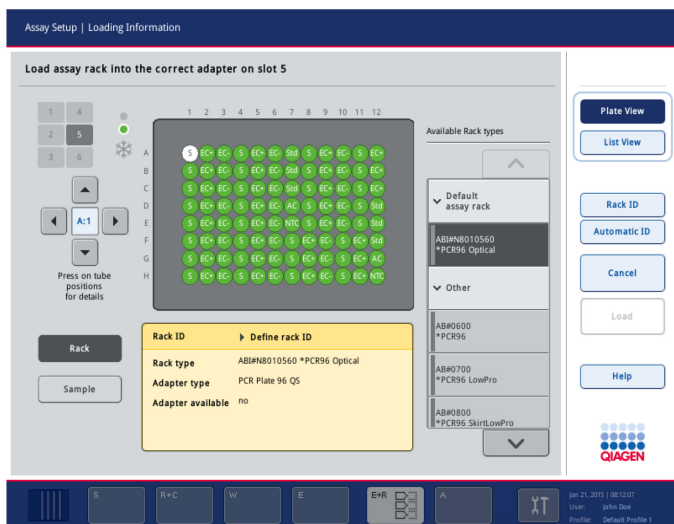 Assay Setup | Loading Information
Load assay rack into the correct adapter on slot 5
1 4
2 5
3 6
A:1
Press on tube
positions
for details
Rack
Sample
1 2 3 4 5 6 7 8 9 10 11 12
A S EC+ EC- S EC+ EC- Std S EC+ EC- S EC+
B S EC+ EC- S EC+ EC- Std S EC+ EC- S EC+
C S EC+ EC- S EC+ EC- Std S EC+ EC- S EC+
D S EC+ EC- S EC+ EC- AC S EC+ EC- S Std
E S EC+ EC- S EC+ EC- NTC S EC+ EC- S Std
F S EC+ EC- S EC+ EC- S EC+ EC- S EC+ Std
G S EC+ EC- S EC+ EC- S EC+ EC- S EC+ AC
H S EC+ EC- S EC+ EC- S EC+ EC- S EC+ NTC
Rack ID Define rack ID
Rack type ABI#N8010560 *PCR96 Optical
Adapter type PCR Plate 96 QS
Adapter available no
Available Rack types
Default
assay rack
ABI#N8010560
*PCR96 Optical
Other
AB#0600
*PCR96
AB#0700
*PCR96 LowPro
AB#0800
*PCR96 SkirtLowPro
Plate View
List View
Rack ID
Automatic ID
Cancel
Load
Help
QIAGEN
S R+C W E E+R A
Jan 21, 2015 | 08:12:07
User: John Doe
Profile: Default Profile 1